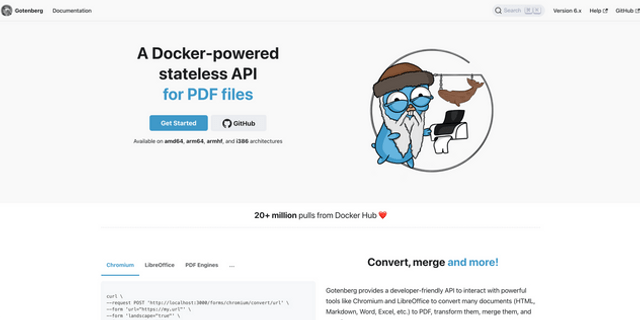 Gotenberg Documentation Search ⌘ K Version 6.x Help GitHub
A Docker-powered
stateless API
for PDF files
Get Started GitHub
Available on amd64, arm64, armhf, and i386 architectures
20+ million pulls from Docker Hub ❤️
Chromium LibreOffice PDF Engines ...
curl \
--request POST 'http://localhost:3000/forms/chromium/convert/url' \
--form 'url="https://my.url"' \
--form 'landscape="true"' \
Convert, merge and more!
Gotenberg provides a developer-friendly API to interact with powerful
tools like Chromium and LibreOffice to convert many documents (HTML,
Markdown, Word, Excel, etc.) to PDF, transform them, merge them, and